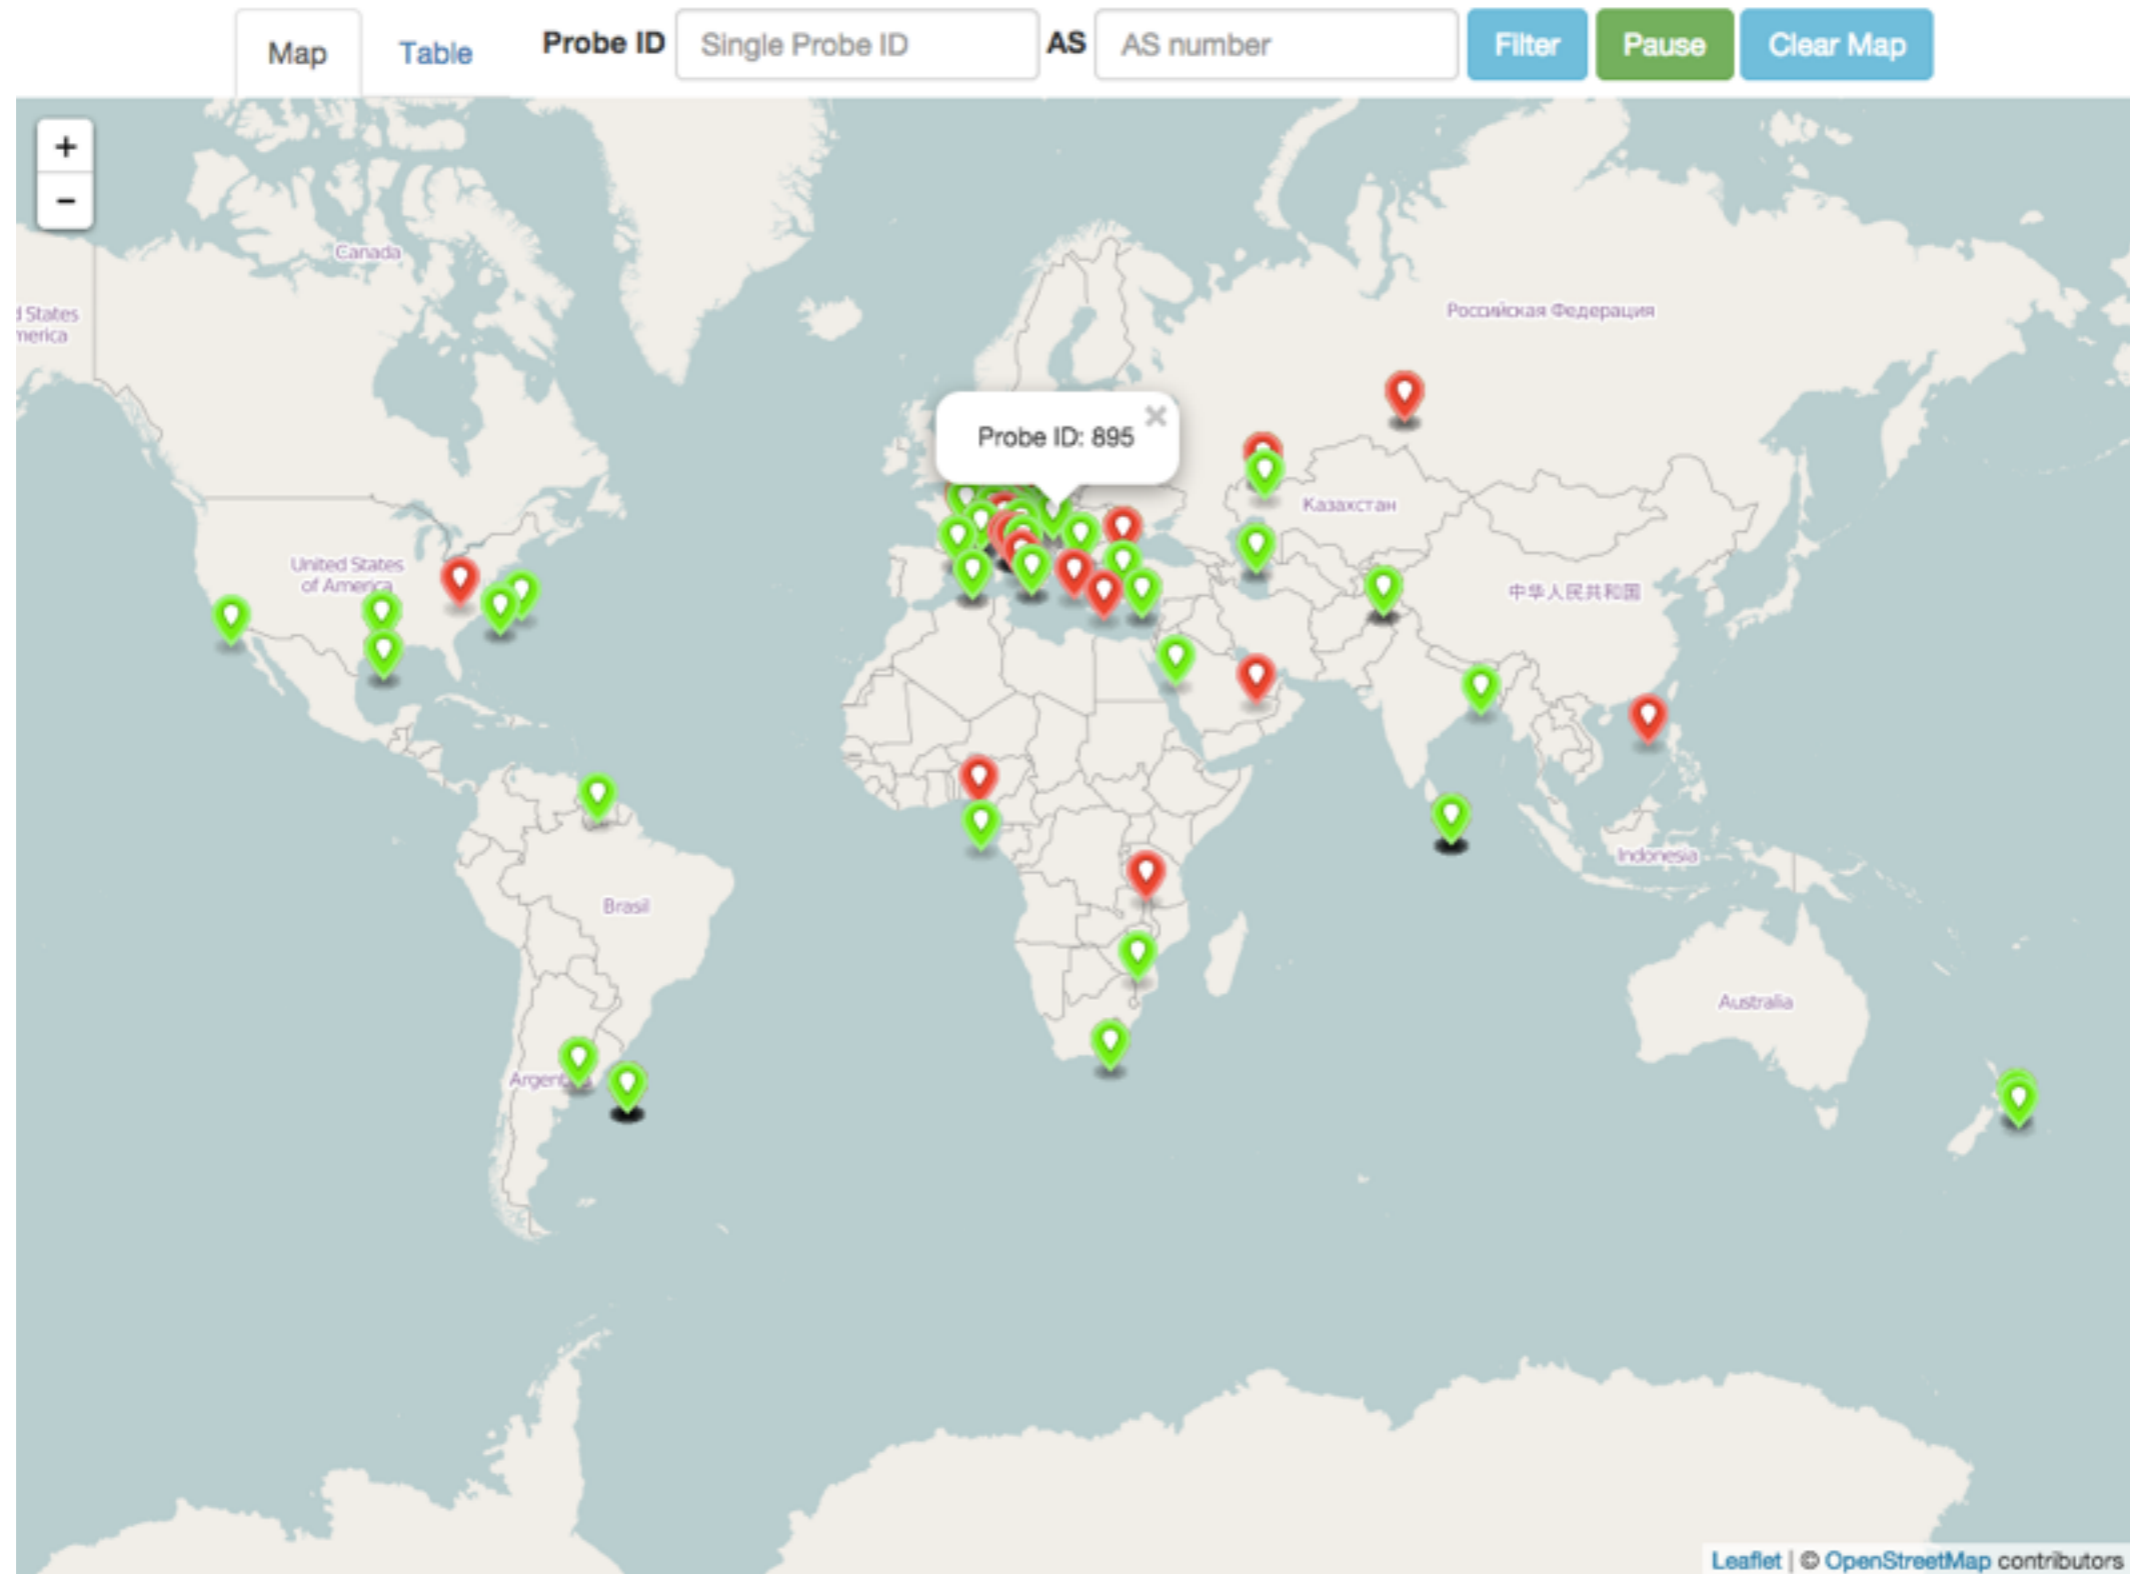 Map Table Probe ID Single Probe ID AS AS number Filter Pause Clear Map
+
−
Canada
Российская Федерация
d States
merica
Probe ID: 895 ×
Казахстан
United States
of America
中华人民共和国
Indonesia
Brasil
Australia
Leaflet | © OpenStreetMap contributors